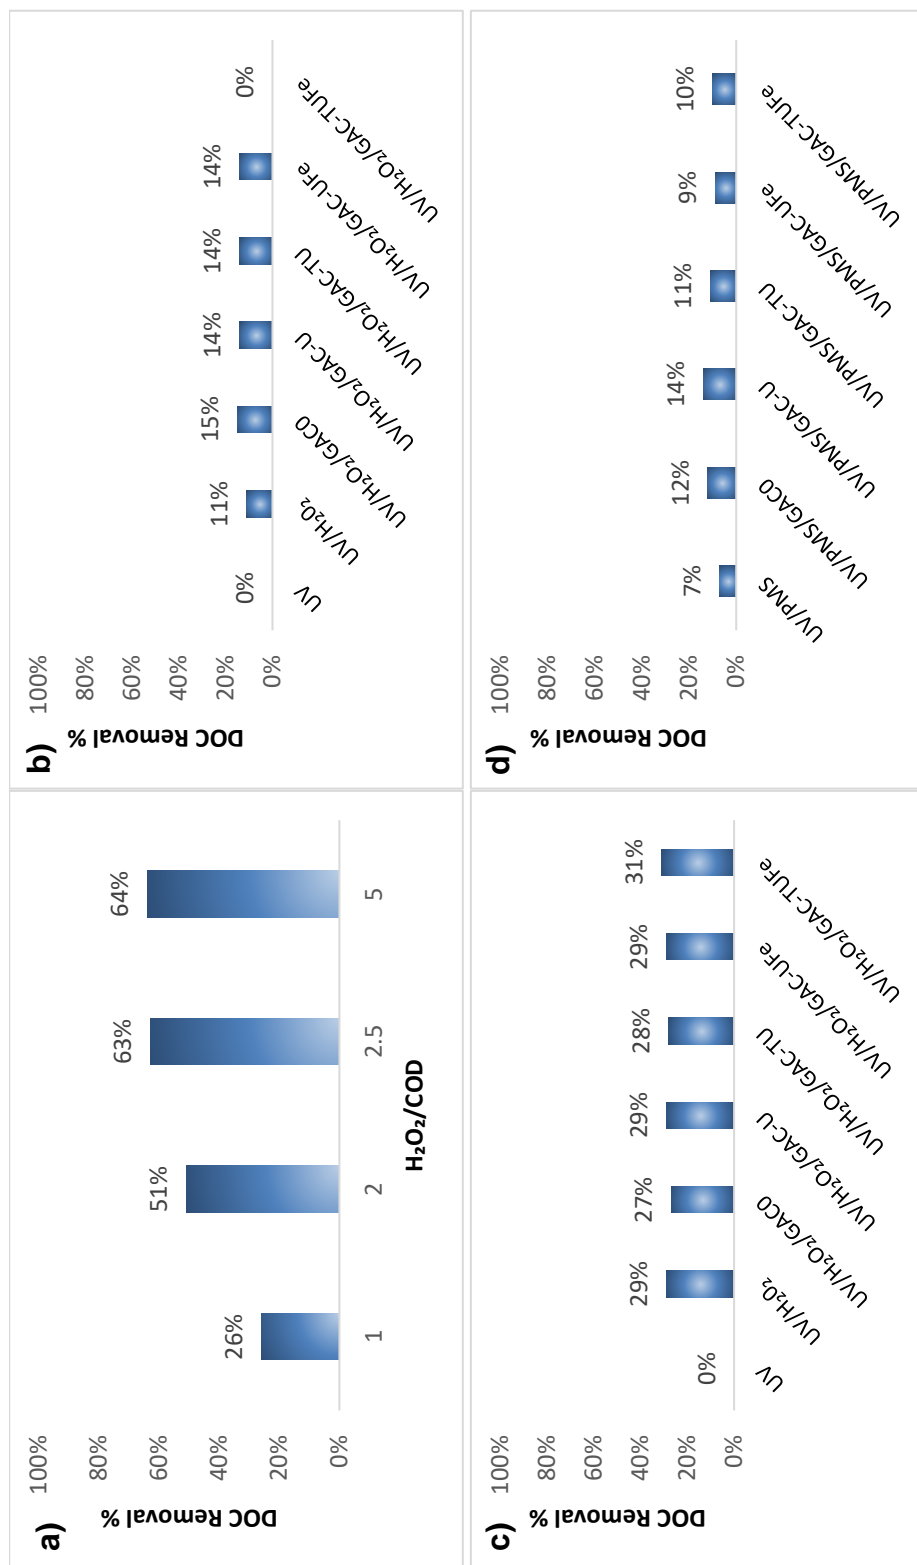 a)
DOC Removal %
100%
80%
60%
40%
20%
0%
26%
51%
63%
64%
1
2
2.5
5
H₂O₂/COD
b)
DOC Removal %
100%
80%
60%
40%
20%
0%
0%
11%
15%
14%
14%
14%
0%
UV
UV/H₂O₂
UV/H₂O₂/GAC0
UV/H₂O₂/GAC-U
UV/H₂O₂/GAC-TU
UV/H₂O₂/GAC-UFe
UV/H₂O₂/GAC-TUFe
c)
DOC Removal %
100%
80%
60%
40%
20%
0%
0%
29%
27%
29%
28%
29%
31%
UV
UV/H₂O₂
UV/H₂O₂/GAC0
UV/H₂O₂/GAC-U
UV/H₂O₂/GAC-TU
UV/H₂O₂/GAC-UFe
UV/H₂O₂/GAC-TUFe
d)
DOC Removal %
100%
80%
60%
40%
20%
0%
7%
12%
14%
11%
9%
10%
UV/PMS
UV/PMS/GAC0
UV/PMS/GAC-U
UV/PMS/GAC-TU
UV/PMS/GAC-UFe
UV/PMS/GAC-TUFe